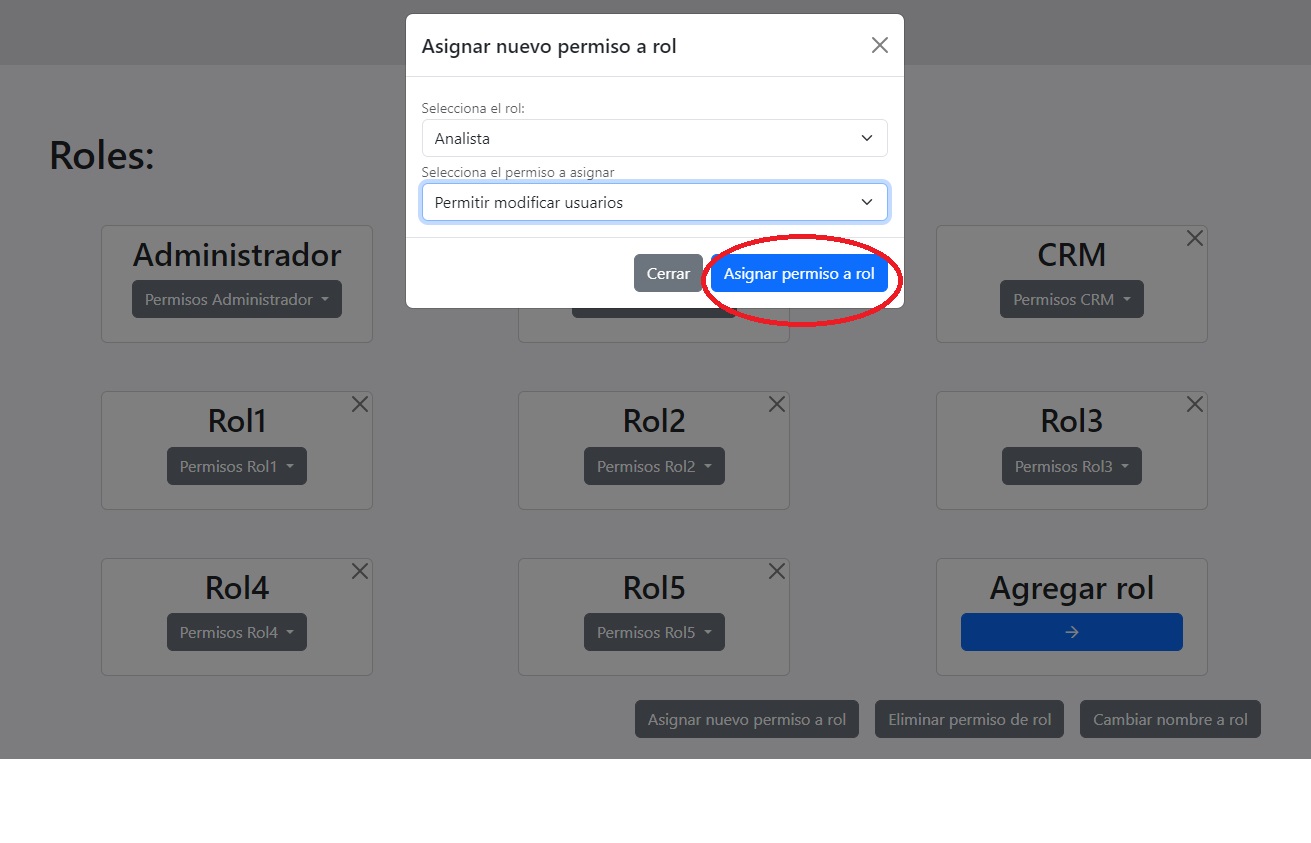 Asignar nuevo permiso a rol
Selecciona el rol:
Analista
Selecciona el permiso a asignar
Permitir modificar usuarios
Cerrar
Asignar permiso a rol
Roles:
Administrador
Permisos Administrador
CRM
Permisos CRM
Rol1
Permisos Rol1
Rol2
Permisos Rol2
Rol3
Permisos Rol3
Rol4
Permisos Rol4
Rol5
Permisos Rol5
Agregar rol
Asignar nuevo permiso a rol
Eliminar permiso de rol
Cambiar nombre a rol